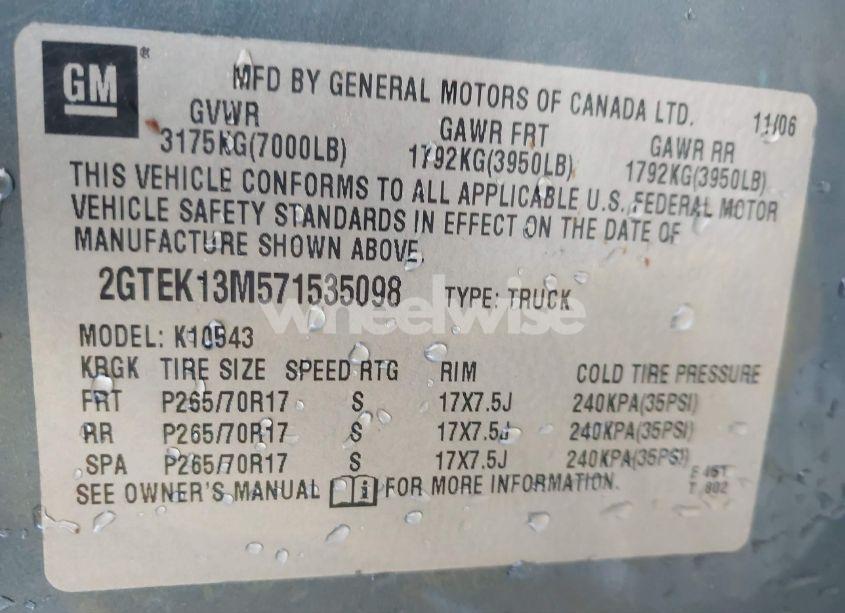 GM®
MFD BY GENERAL MOTORS OF CANADA LTD. 11/06
GVWR GAWR FRT GAWR RR
3175KG(7000LB) 1792KG(3950LB) 1792KG(3950LB)
THIS VEHICLE CONFORMS TO ALL APPLICABLE U.S. FEDERAL MOTOR
VEHICLE SAFETY STANDARDS IN EFFECT ON THE DATE OF
MANUFACTURE SHOWN ABOVE.
2GTEK13M571535098 TYPE: TRUCK
wheelwise
MODEL: K10543
KBGK TIRE SIZE SPEED RTG RIM COLD TIRE PRESSURE
FRT P265/70R17 S 17X7.5J 240KPA(35PSI)
RR P265/70R17 S 17X7.5J 240KPA(35PSI)
SPA P265/70R17 S 17X7.5J 240KPA(35PSI)
SEE OWNER'S MANUAL i FOR MORE INFORMATION.
T 802